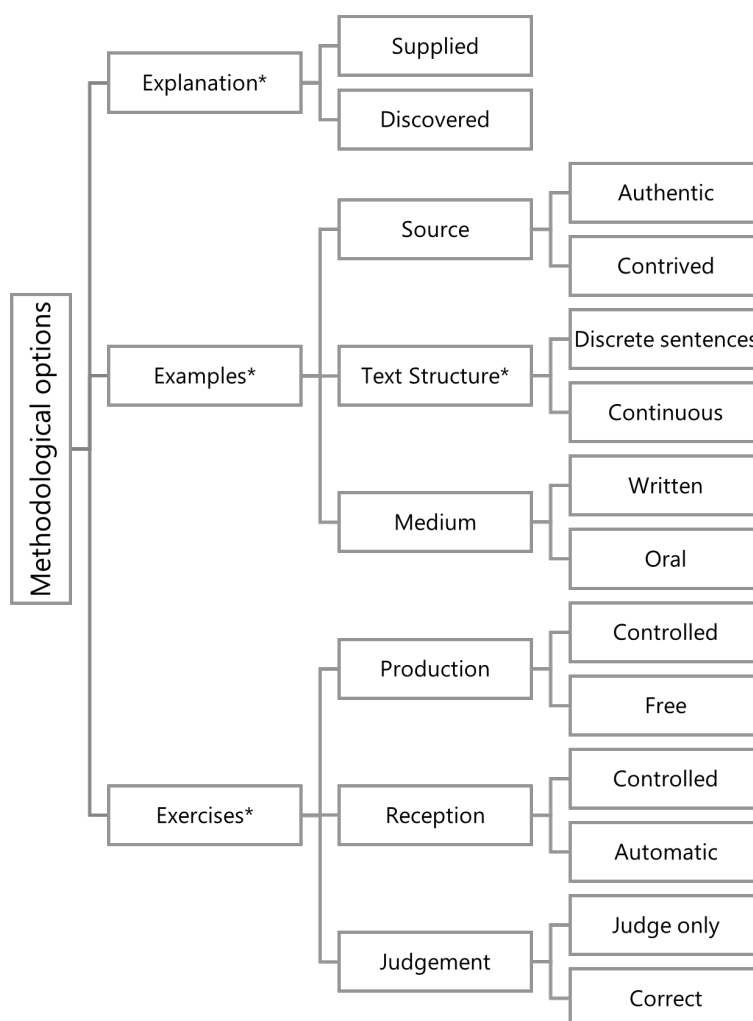 Methodological options
Explanation*
Supplied
Discovered
Examples*
Source
Authentic
Contrived
Text Structure*
Discrete sentences
Continuous
Medium
Written
Oral
Exercises*
Production
Controlled
Free
Reception
Controlled
Automatic
Judgement
Judge only
Correct